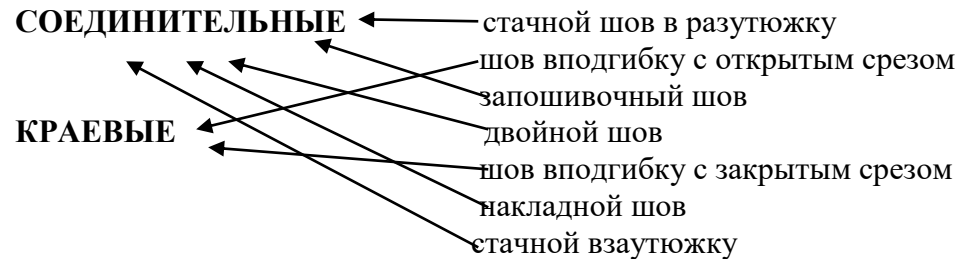 СОЕДИНИТЕЛЬНЫЕ стачной шов в разутюжку
шов вподгибку с открытым срезом
запошивочный шов
КРАЕВЫЕ двойной шов
шов вподгибку с закрытым срезом
накладной шов
стачной взаутюжку